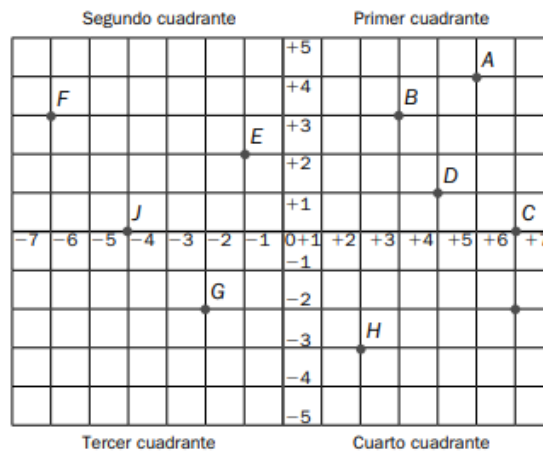 Segundo cuadrante Primer cuadrante
+5
A
+4
F
B
+3
E
+2
D
+1
J
C
-7 -6 -5 -4 -3 -2 -1 0 +1 +2 +3 +4 +5 +6 +7
-1
G
-2
H
-3
-4
-5
Tercer cuadrante Cuarto cuadrante